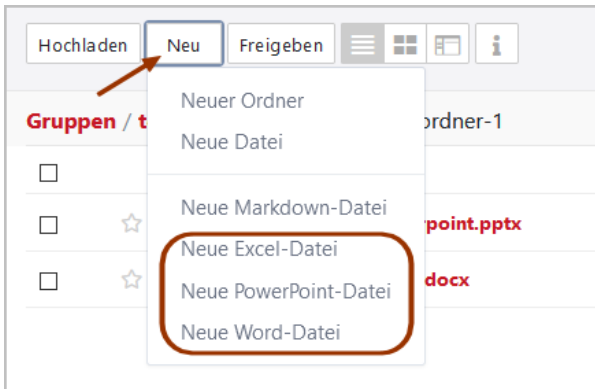 Hochladen Neu Freigeben
Neuer Ordner
Gruppen / t ordner-1
Neue Datei
Neue Markdown-Datei
point.pptx
Neue Excel-Datei
docx
Neue PowerPoint-Datei
Neue Word-Datei